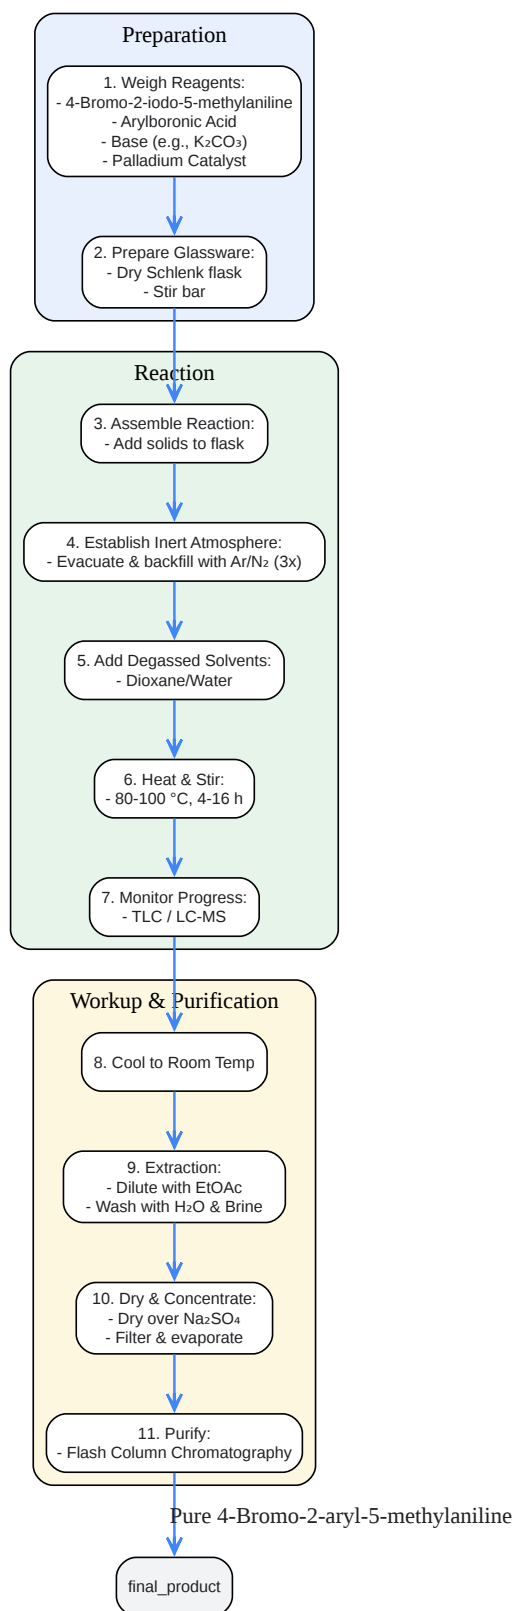 Preparation
1. Weigh Reagents:
- 4-Bromo-2-iodo-5-methylaniline
- Arylboronic Acid
- Base (e.g., K₂CO₃)
- Palladium Catalyst
2. Prepare Glassware:
- Dry Schlenk flask
- Stir bar
Reaction
3. Assemble Reaction:
- Add solids to flask
4. Establish Inert Atmosphere:
- Evacuate & backfill with Ar/N₂ (3x)
5. Add Degassed Solvents:
- Dioxane/Water
6. Heat & Stir:
- 80-100 °C, 4-16 h
7. Monitor Progress:
- TLC / LC-MS
Workup & Purification
8. Cool to Room Temp
9. Extraction:
- Dilute with EtOAc
- Wash with H₂O & Brine
10. Dry & Concentrate:
- Dry over Na₂SO₄
- Filter & evaporate
11. Purify:
- Flash Column Chromatography
Pure 4-Bromo-2-aryl-5-methylaniline
final_product